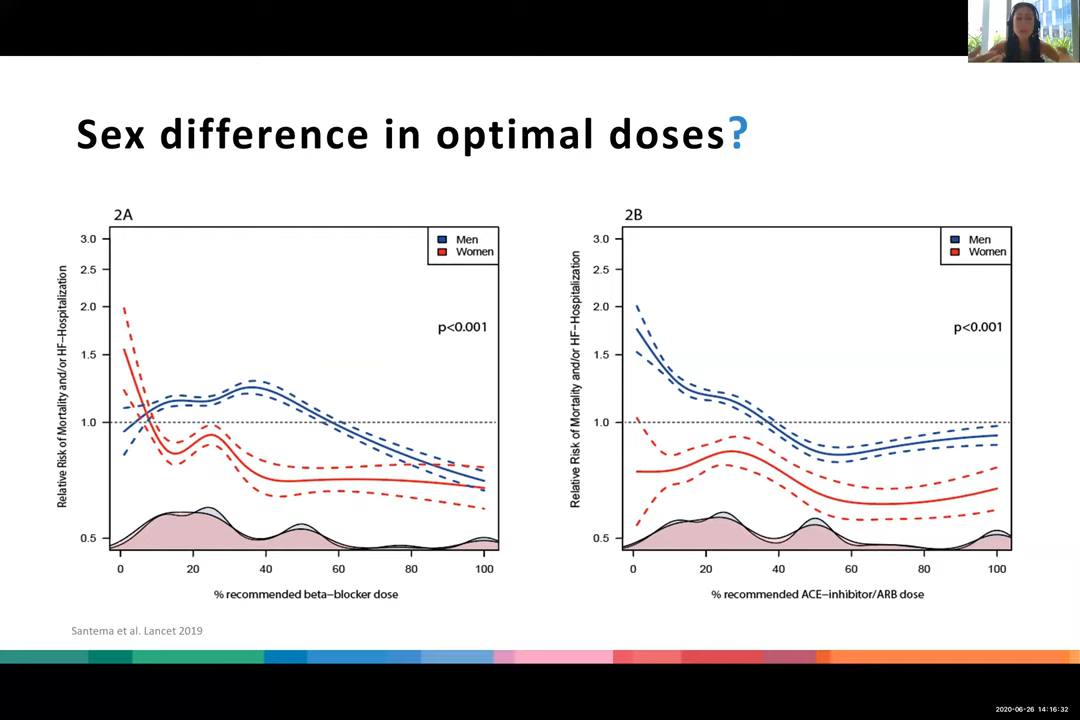 Sex difference in optimal doses?
2A
3.0
2.5
2.0
1.5
1.0
0.5
Relative Risk of Mortality and/or HF−Hospitalization
Men
Women
p<0.001
0 20 40 60 80 100
% recommended beta−blocker dose
2B
3.0
2.5
2.0
1.5
1.0
0.5
Relative Risk of Mortality and/or HF−Hospitalization
Men
Women
p<0.001
0 20 40 60 80 100
% recommended ACE−inhibitor/ARB dose
Santema et al. Lancet 2019
2020-06-26 14:16:32